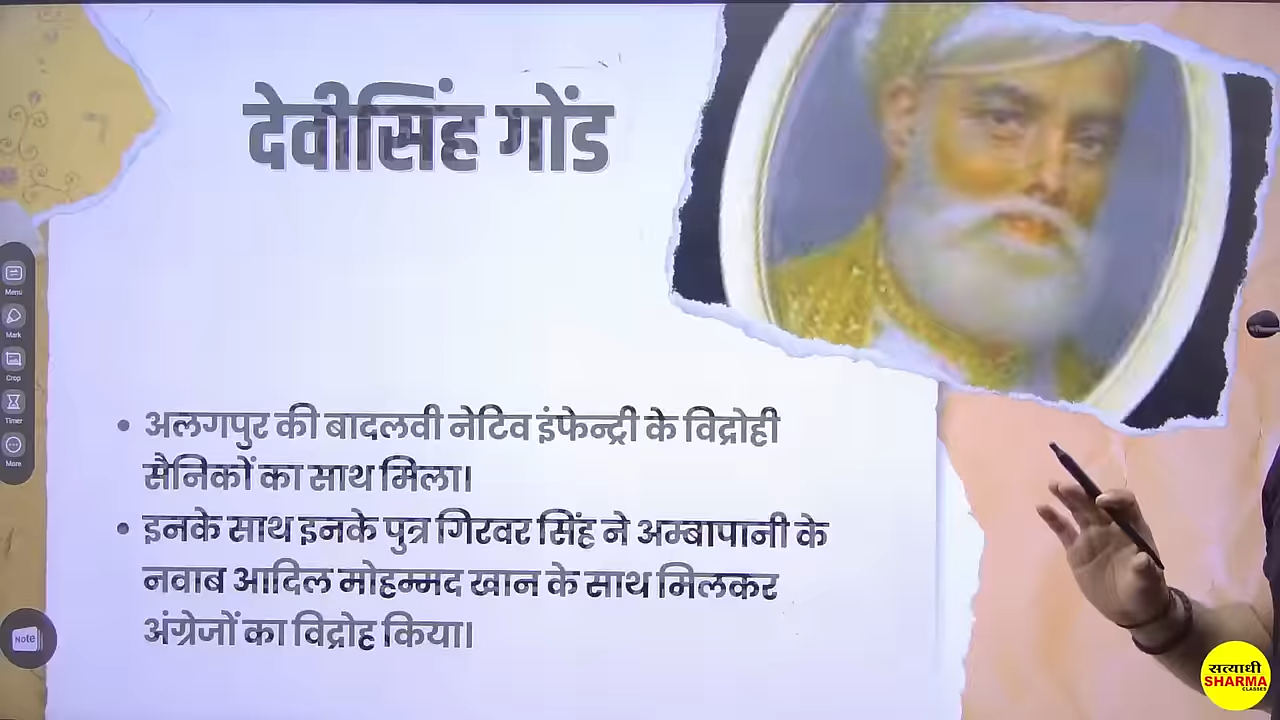 देवीसिंह गोंड
अलगपुर की बादलवी नेटिव इंफेन्ट्री के विद्रोही
सैनिकों का साथ मिला।
इनके साथ इनके पुत्र गिरवर सिंह ने अम्बापानी के
नवाब आदिल मोहम्मद खान के साथ मिलकर
अंग्रेजों का विद्रोह किया।
Menu
Mark
Crop
Timer
More
Note
सत्याधी
SHARMA
CLASSES